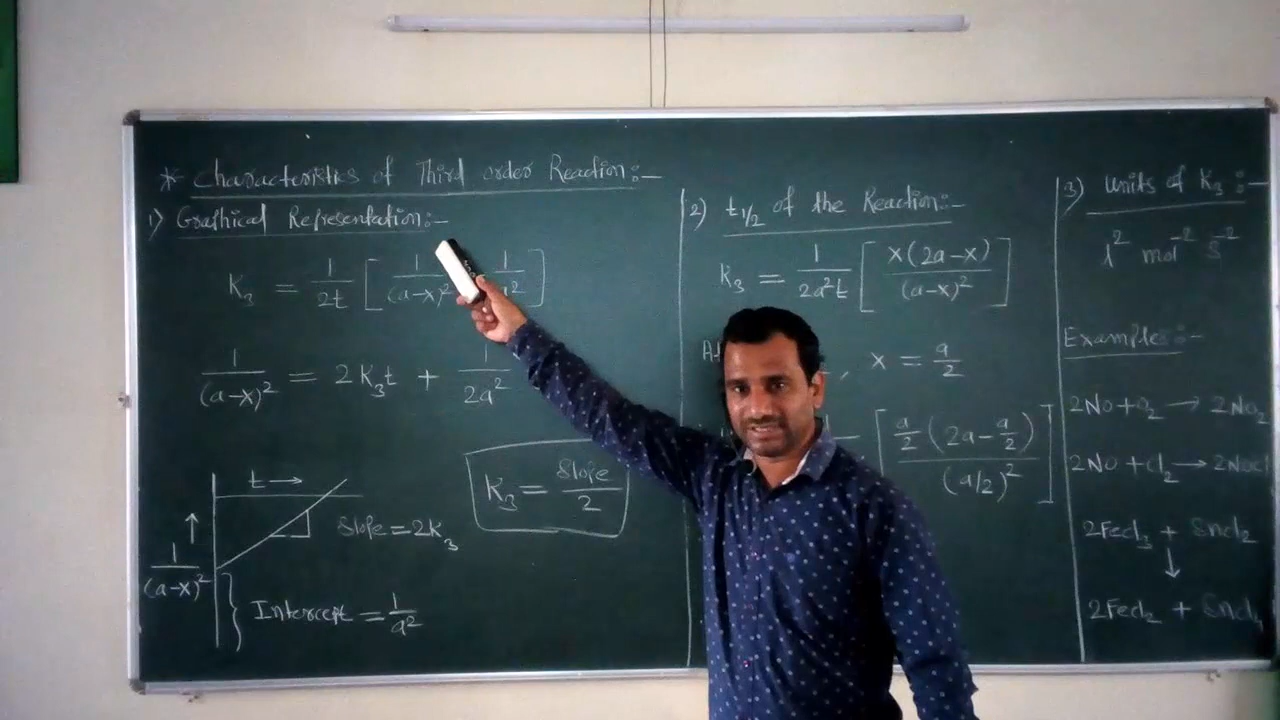 * Characteristics of Third order Reaction:-
1) Graphical Representation:-
K₃ = 1/2t [1/(a-x)² - 1/a²]
1/(a-x)² = 2K₃t + 1/2a²
t →
1/(a-x)² ↑
Slope = 2K₃
Intercept = 1/a²
K₃ = Slope/2
2) t1/2 of the Reaction:-
K₃ = 1/2a²t [x(2a-x)/(a-x)²]
At , x = a/2
[a/2 (2a - a/2)/(a/2)²]
3) Units of K₃ :-
l² mol⁻² s⁻²
Examples:-
2NO + O₂ → 2NO₂
2NO + Cl₂ → 2NOCl
2Fecl₃ + Sncl₂
↓
2Fecl₂ + Sncl₄